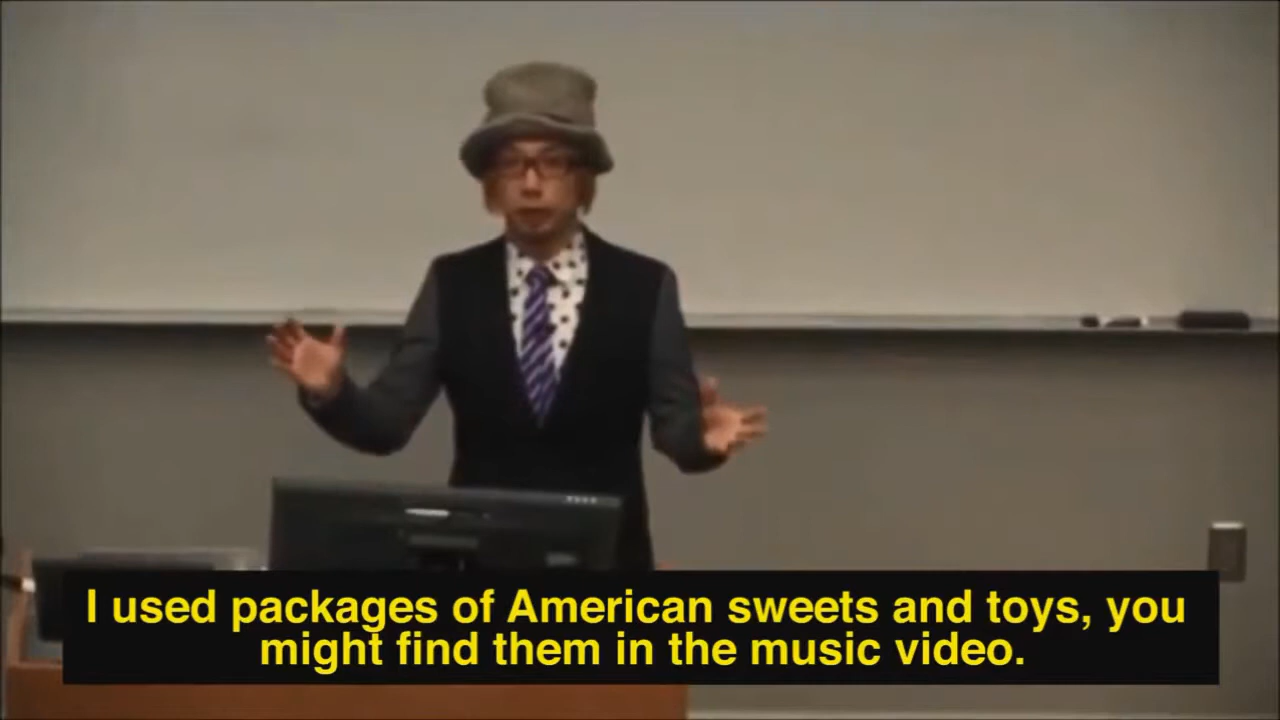 I used packages of American sweets and toys, you
might find them in the music video.